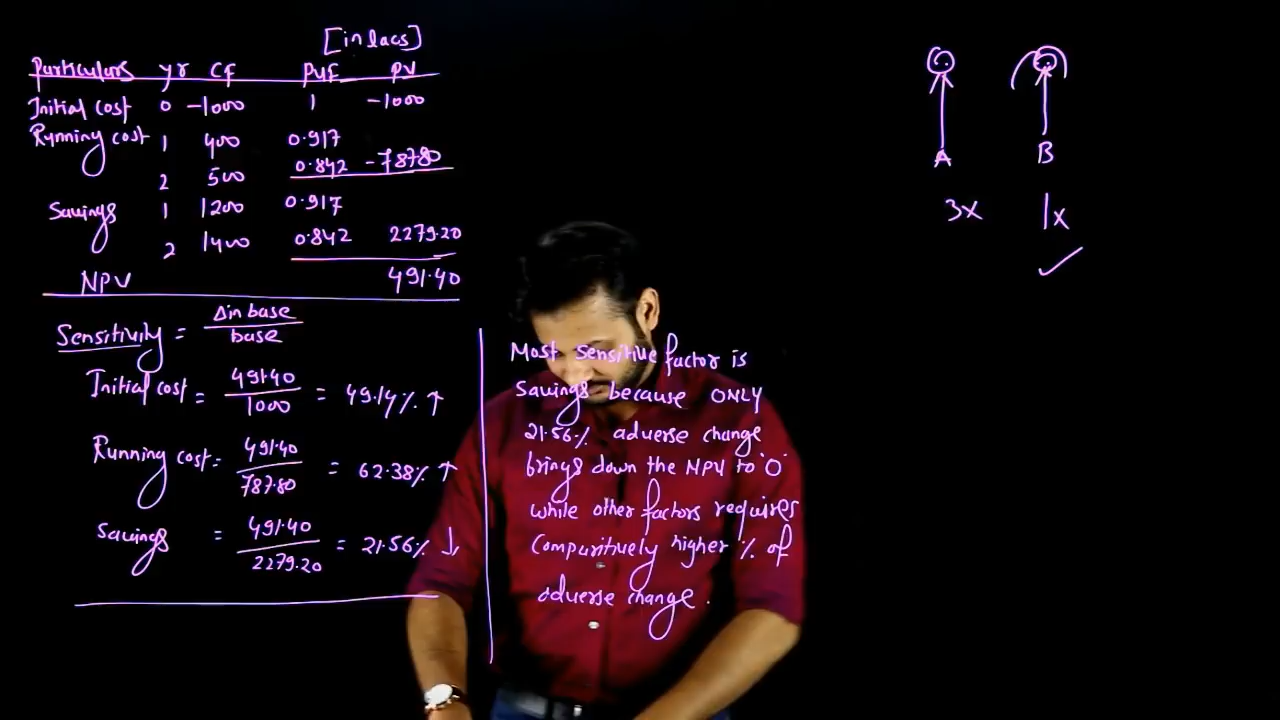 [in lacs]
Particulars yr Cf PVF PV
Initial cost 0 -1000 1 -1000
Running cost 1 400 0.917
2 500 0.842 -787.80
Savings 1 1200 0.917
2 1400 0.842 2279.20
NPV 491.40
Sensitivity = Δin base / base
Initial cost = 491.40 / 1000 = 49.14% ↑
Running cost = 491.40 / 787.80 = 62.38% ↑
Savings = 491.40 / 2279.20 = 21.56% ↓
Most sensitive factor is
Savings because ONLY
21.56% adverse change
brings down the NPV to '0'
while other factors requires
Comparitively higher % of
adverse change.
A B
3x 1x